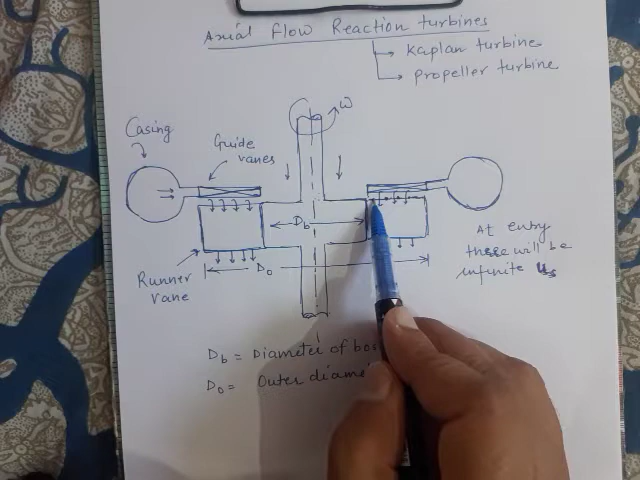 Axial Flow Reaction turbines
Kaplan turbine
propeller turbine
ω
Casing
Guide
vanes
Db
Runner
vane
Do
At entry
there will be
infinite us
Db = Diameter of bos
Do = Outer diame